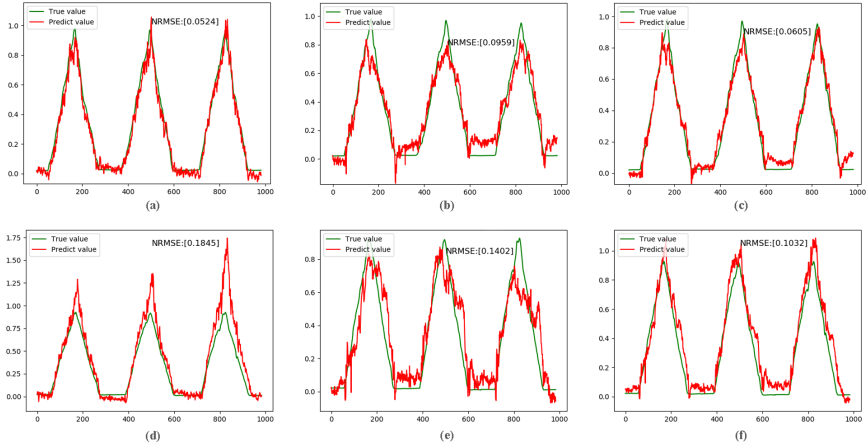 True value
Predict value
NRMSE:[0.0524]
1.0
0.8
0.6
0.4
0.2
0.0
0 200 400 600 800 1000
(a)
True value
Predict value
NRMSE:[0.0959]
1.0
0.8
0.6
0.4
0.2
0.0
0 200 400 600 800 1000
(b)
True value
Predict value
NRMSE:[0.0605]
1.0
0.8
0.6
0.4
0.2
0.0
0 200 400 600 800 1000
(c)
True value
Predict value
NRMSE:[0.1845]
1.75
1.50
1.25
1.00
0.75
0.50
0.25
0.00
0 200 400 600 800 1000
(d)
True value
Predict value
NRMSE:[0.1402]
0.8
0.6
0.4
0.2
0.0
0 200 400 600 800 1000
(e)
True value
Predict value
NRMSE:[0.1032]
1.0
0.8
0.6
0.4
0.2
0.0
0 200 400 600 800 1000
(f)